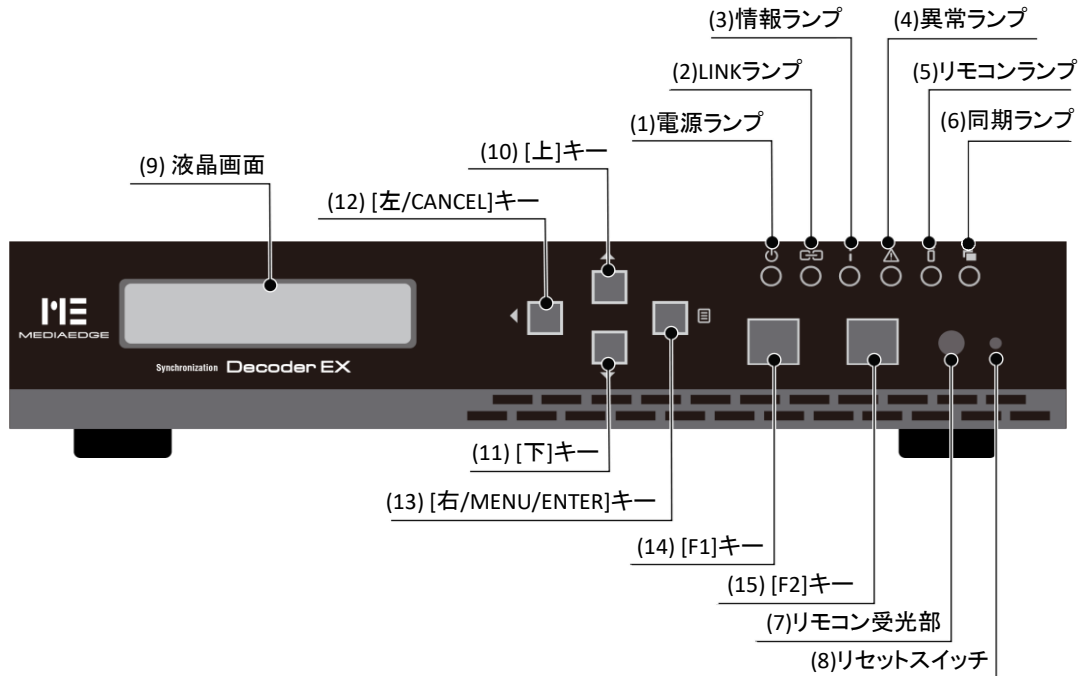 (3)情報ランプ
(4)異常ランプ
(2)LINKランプ
(5)リモコンランプ
(1)電源ランプ
(6)同期ランプ
(10) [上]キー
(9) 液晶画面
(12) [左/CANCEL]キー
MEDIAEDGE
Synchronization Decoder EX
(11) [下]キー
(13) [右/MENU/ENTER]キー
(14) [F1]キー
(15) [F2]キー
(7)リモコン受光部
(8)リセットスイッチ